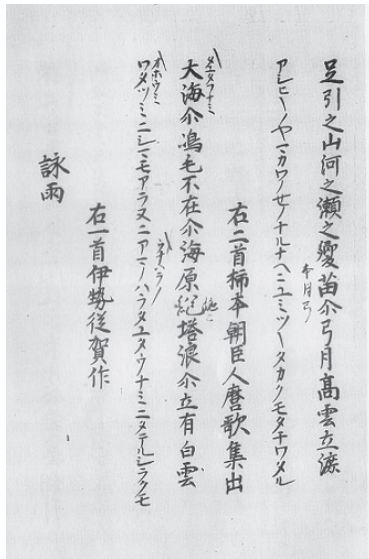 足引之山河之瀬之響苗尓弓月高雲立渡
アシヒキノヤマカワノセノナルナヘニユミツキタカクモタチワタル
右二首柿本朝臣人麿歌集出
大海尓嶋毛不在尓海原絶塔浪尓立有白雲
ワタツミニシマモアラヌニアマノハラタユタウナミニタテルシラクモ
右一首伊勢従賀作
詠雨